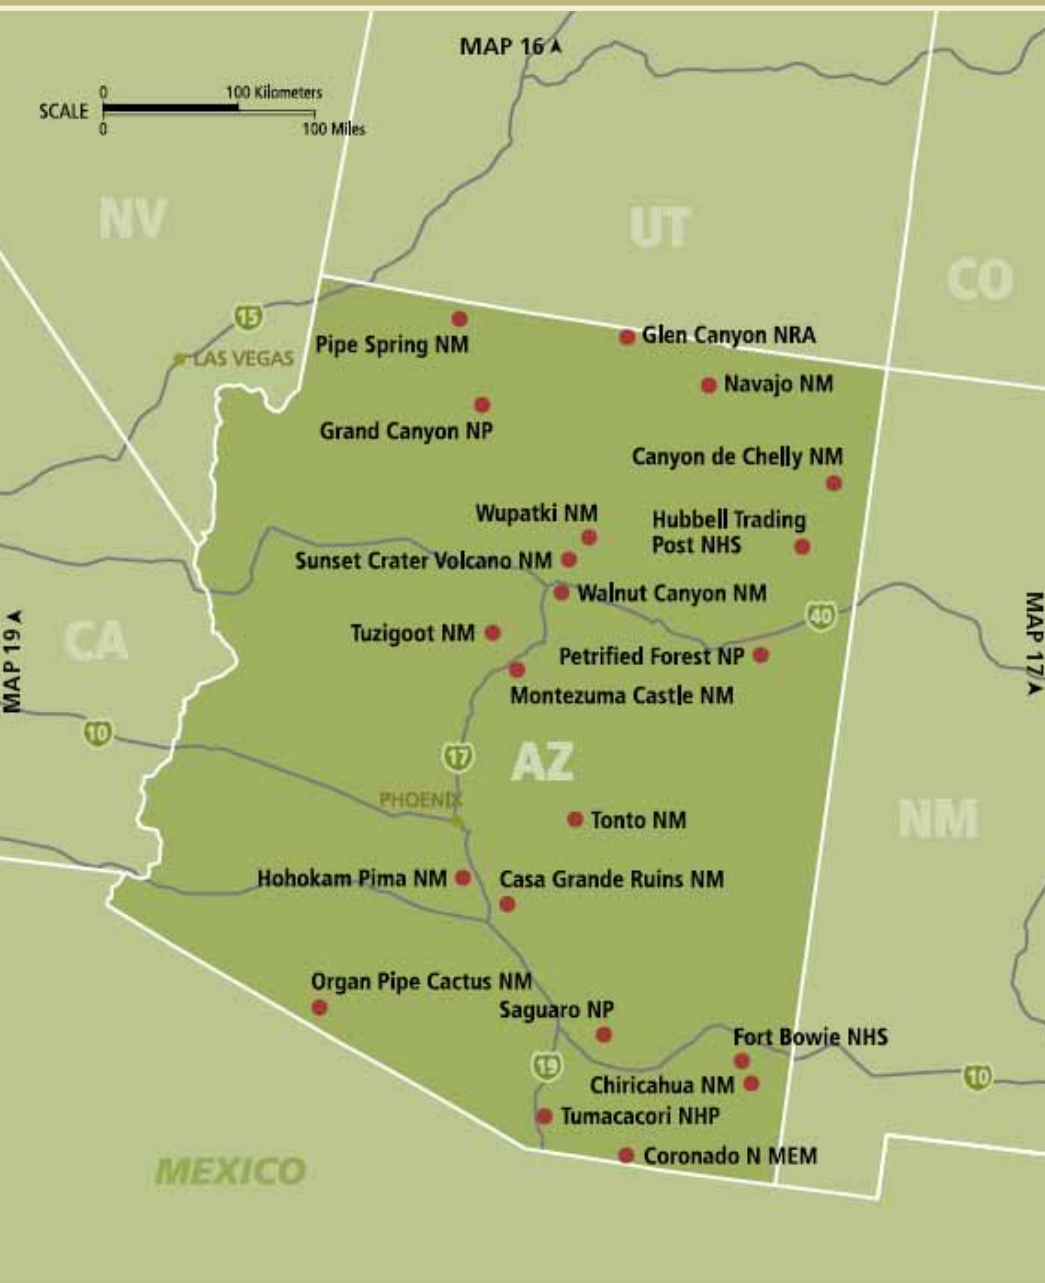 MAP 16
0 100 Kilometers
SCALE
0 100 Miles
NV
UT
CO
15
LAS VEGAS
Pipe Spring NM
Glen Canyon NRA
Navajo NM
Grand Canyon NP
Canyon de Chelly NM
Wupatki NM
Hubbell Trading
Post NHS
Sunset Crater Volcano NM
Walnut Canyon NM
40
MAP 19
CA
MAP 17
Tuzigoot NM
Petrified Forest NP
Montezuma Castle NM
10
17
AZ
PHOENIX
Tonto NM
NM
Hohokam Pima NM
Casa Grande Ruins NM
Organ Pipe Cactus NM
Saguaro NP
Fort Bowie NHS
19
10
Chiricahua NM
Tumacacori NHP
Coronado N MEM
MEXICO